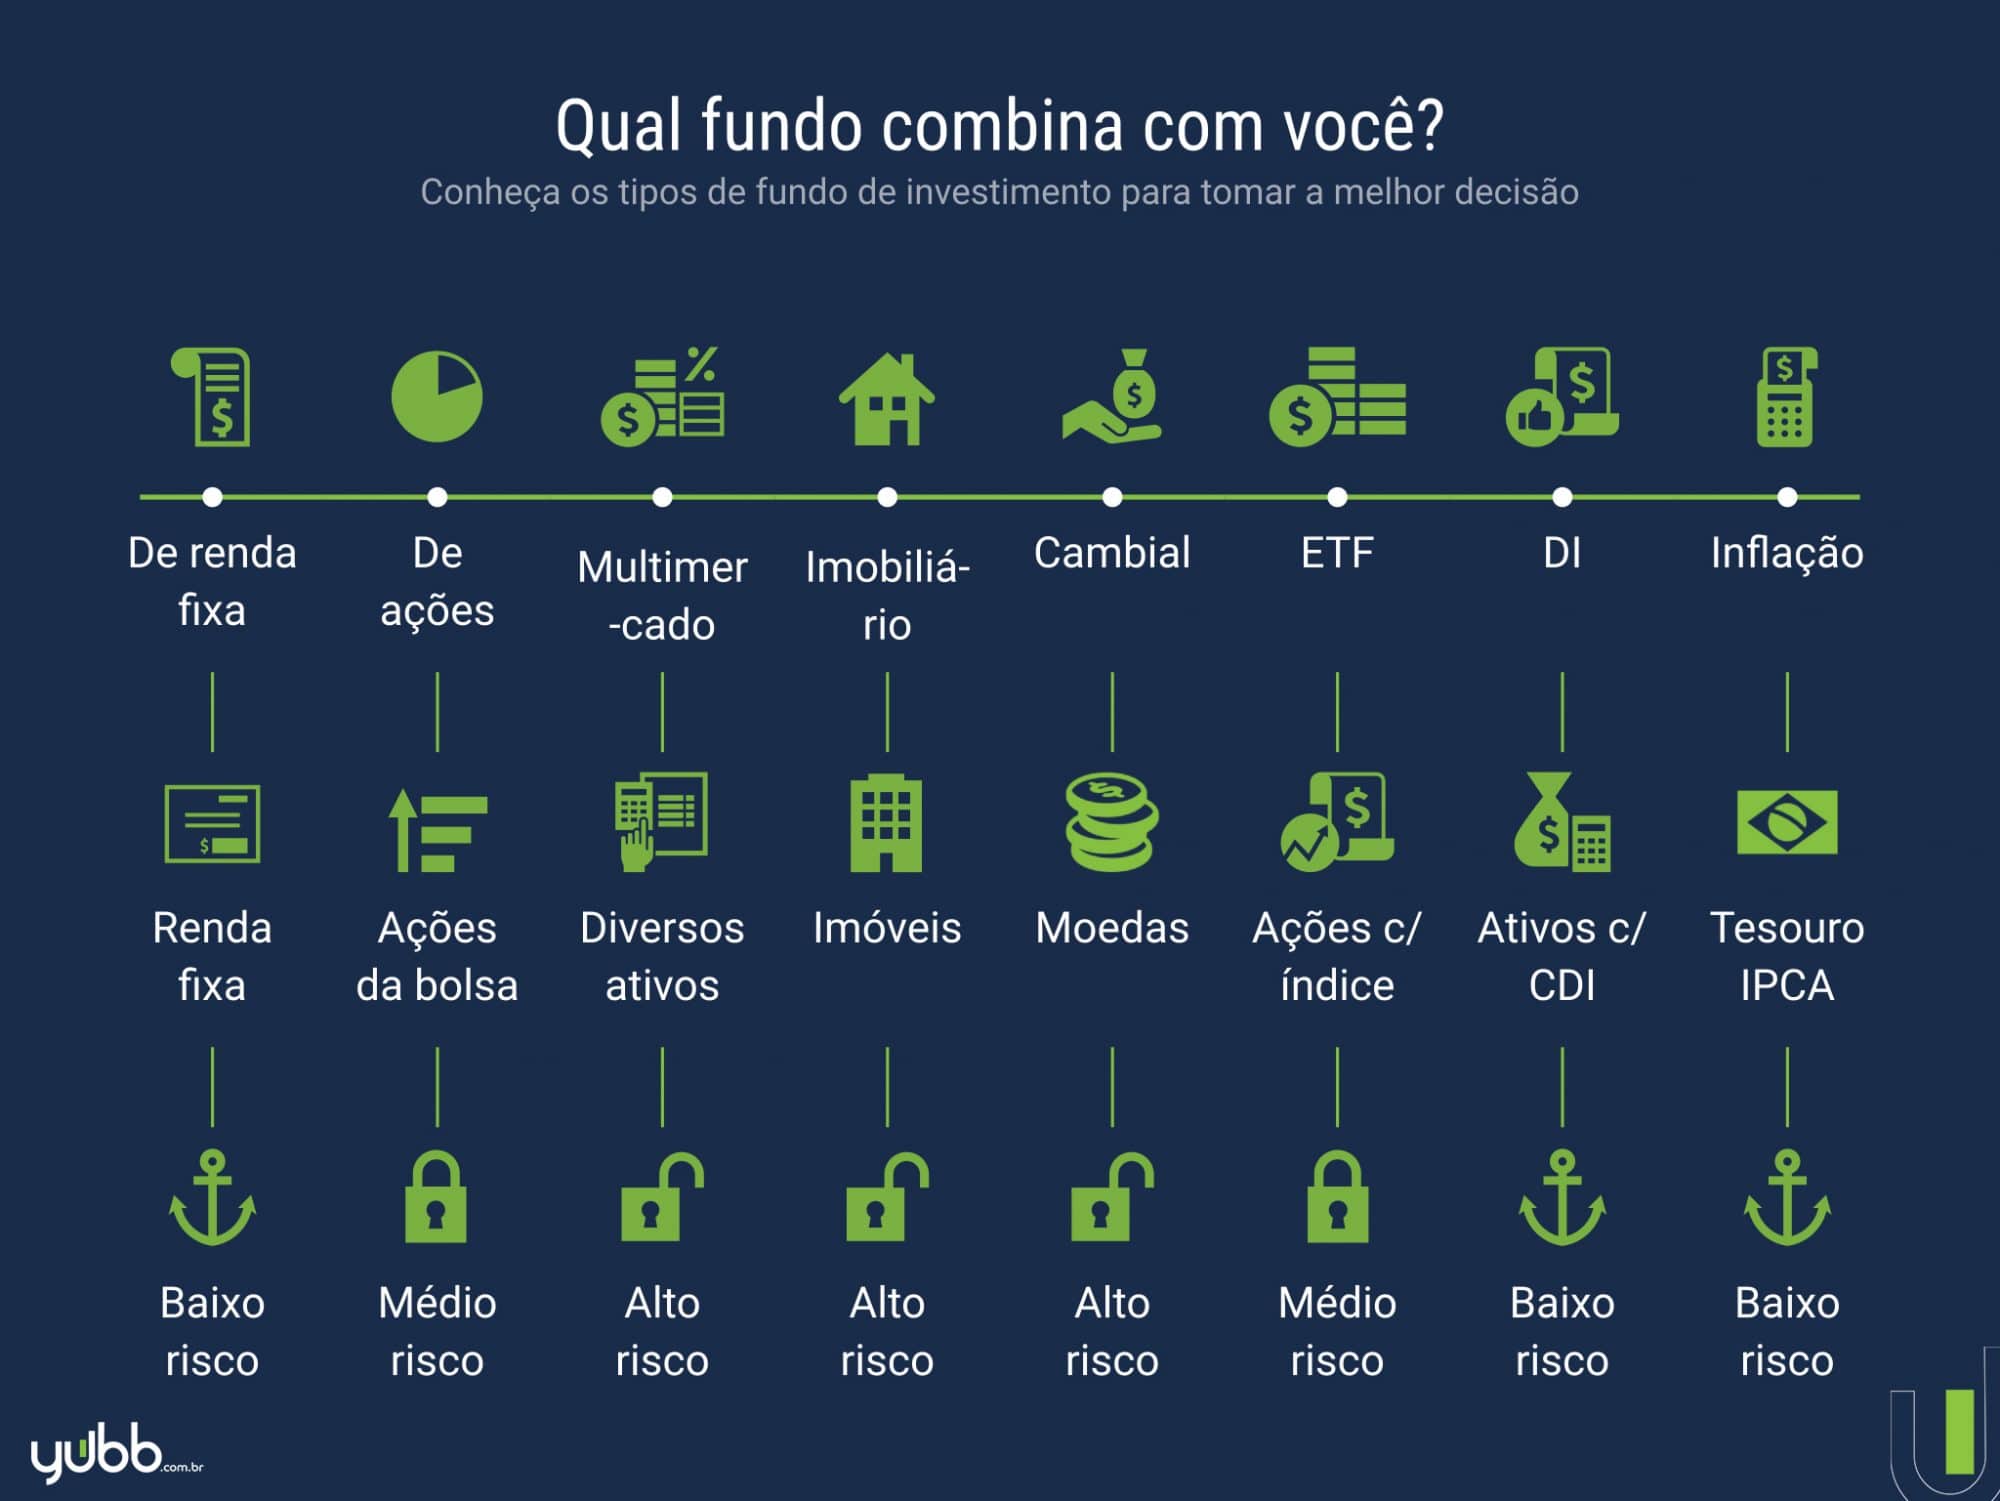 Qual fundo combina com você?
Conheça os tipos de fundo de investimento para tomar a melhor decisão
De renda
fixa
De
ações
Multimer
-cado
Imobiliá-
rio
Cambial
ETF
DI
Inflação
Renda
fixa
Ações
da bolsa
Diversos
ativos
Imóveis
Moedas
Ações c/
índice
Ativos c/
CDI
Tesouro
IPCA
Baixo
risco
Médio
risco
Alto
risco
Alto
risco
Alto
risco
Médio
risco
Baixo
risco
Baixo
risco
yubb.com.br